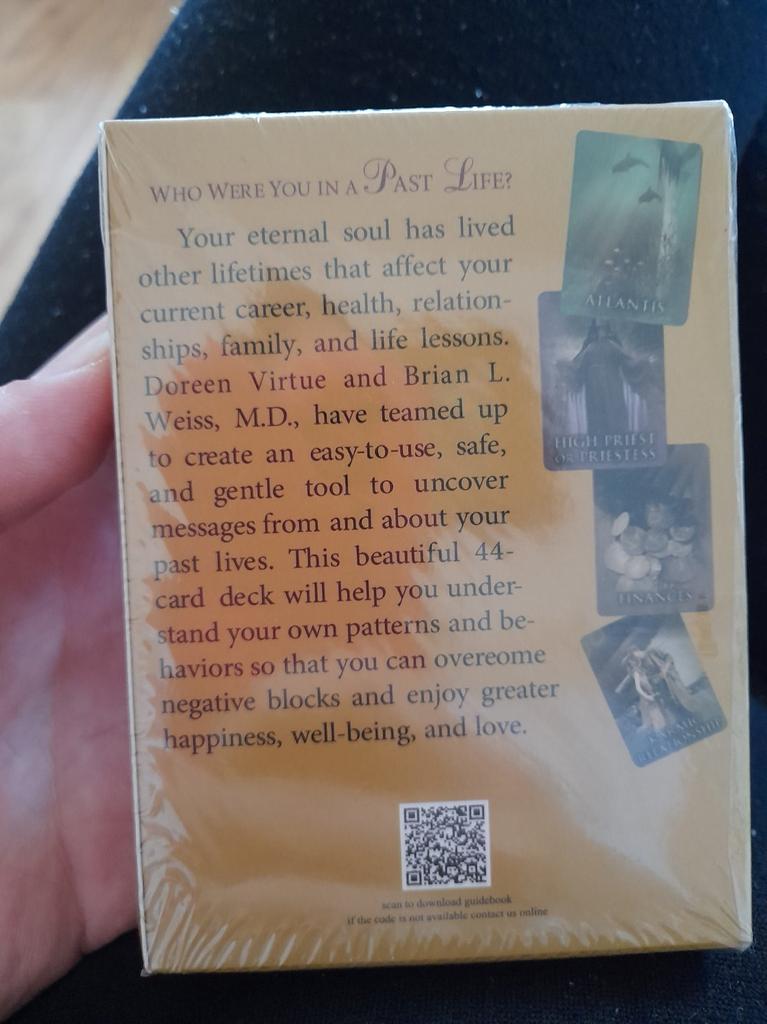 WHO WERE YOU IN A PAST LIFE?
Your eternal soul has lived
other lifetimes that affect your
current career, health, relation-
ships, family, and life lessons.
Doreen Virtue and Brian L.
Weiss, M.D., have teamed up
to create an easy-to-use, safe,
and gentle tool to uncover
messages from and about your
past lives. This beautiful 44-
card deck will help you under-
stand your own patterns and be-
haviors so that you can overeome
negative blocks and enjoy greater
happiness, well-being, and love.
ATLANTIS
HIGH PRIEST
OR PRIESTESS
FINANCES
RELATIONSHIP
scan to download guidebook
if the code is not available contact us online